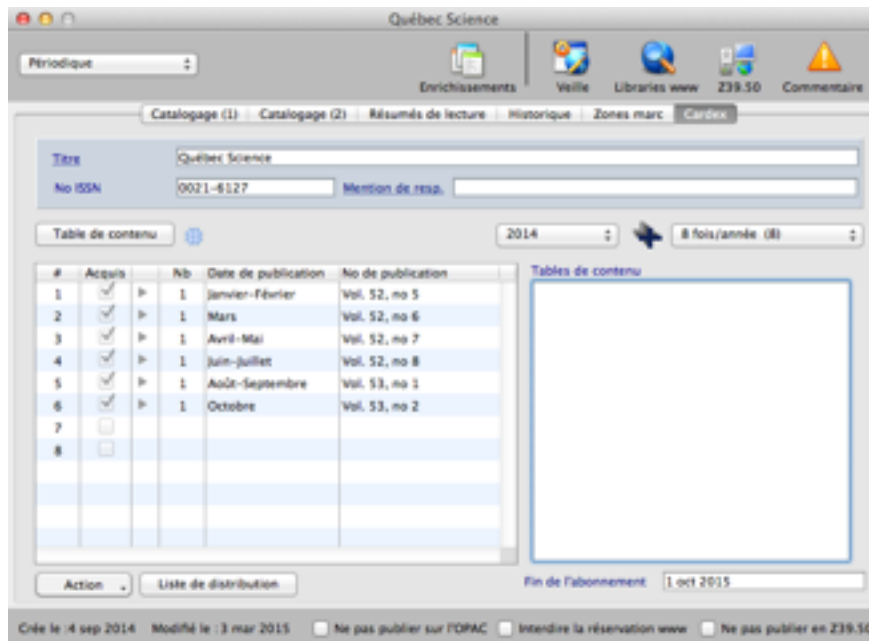 Québec Science
Périodique
Enrichissements Veille Libraries www Z39.50 Commentaire
Catalogage (1) Catalogage (2) Résumés de lecture Historique Zones marc Cardex
Titre Québec Science
No ISSN 0021-6127 Mention de resp.
Table de contenu 2014 8 fois/année (8)
# Acquis Nb Date de publication No de publication Tables de contenu
1 1 Janvier-Février Vol. 52, no 5
2 1 Mars Vol. 52, no 6
3 1 Avril-Mai Vol. 52, no 7
4 1 Juin-Juillet Vol. 52, no 8
5 1 Août-Septembre Vol. 53, no 1
6 1 Octobre Vol. 53, no 2
7
8
Action Liste de distribution Fin de l'abonnement 1 oct 2015
Crée le :4 sep 2014 Modifié le :3 mar 2015 Ne pas publier sur l'OPAC Interdire la réservation www Ne pas publier en Z39.50